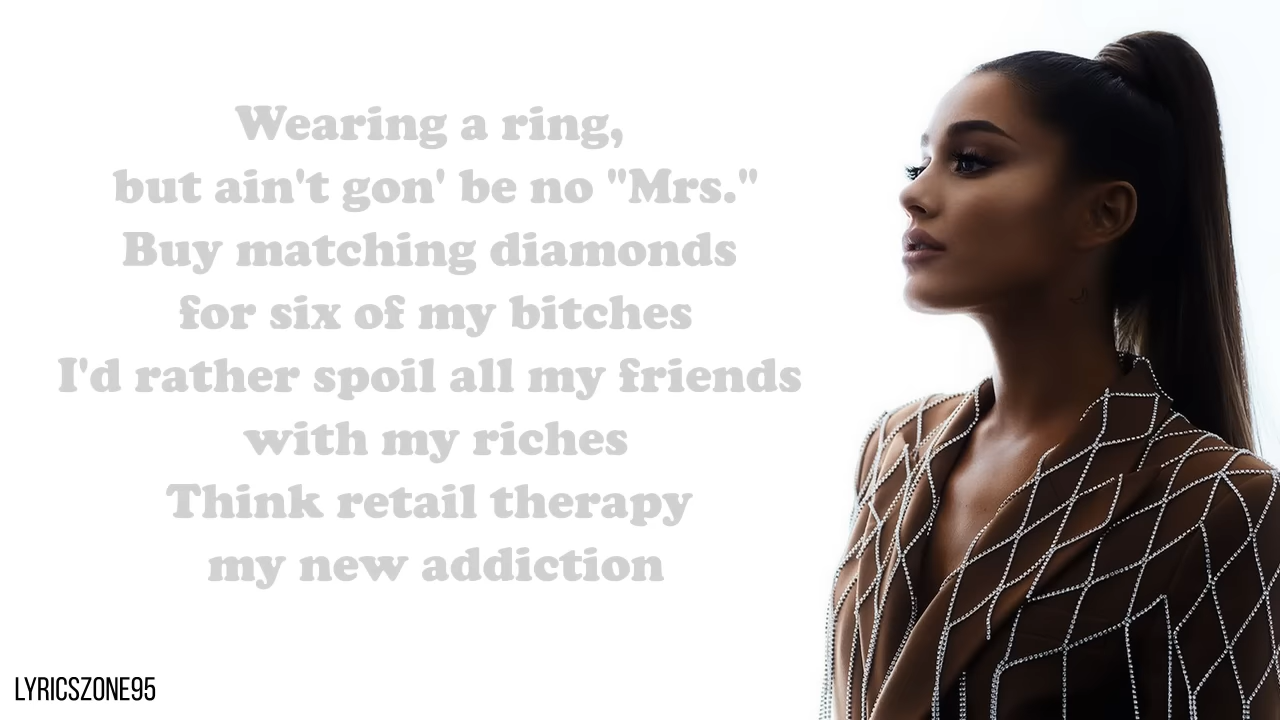 Wearing a ring,
but ain't gon' be no "Mrs."
Buy matching diamonds
for six of my bitches
I'd rather spoil all my friends
with my riches
Think retail therapy
my new addiction
LYRICSZONE95